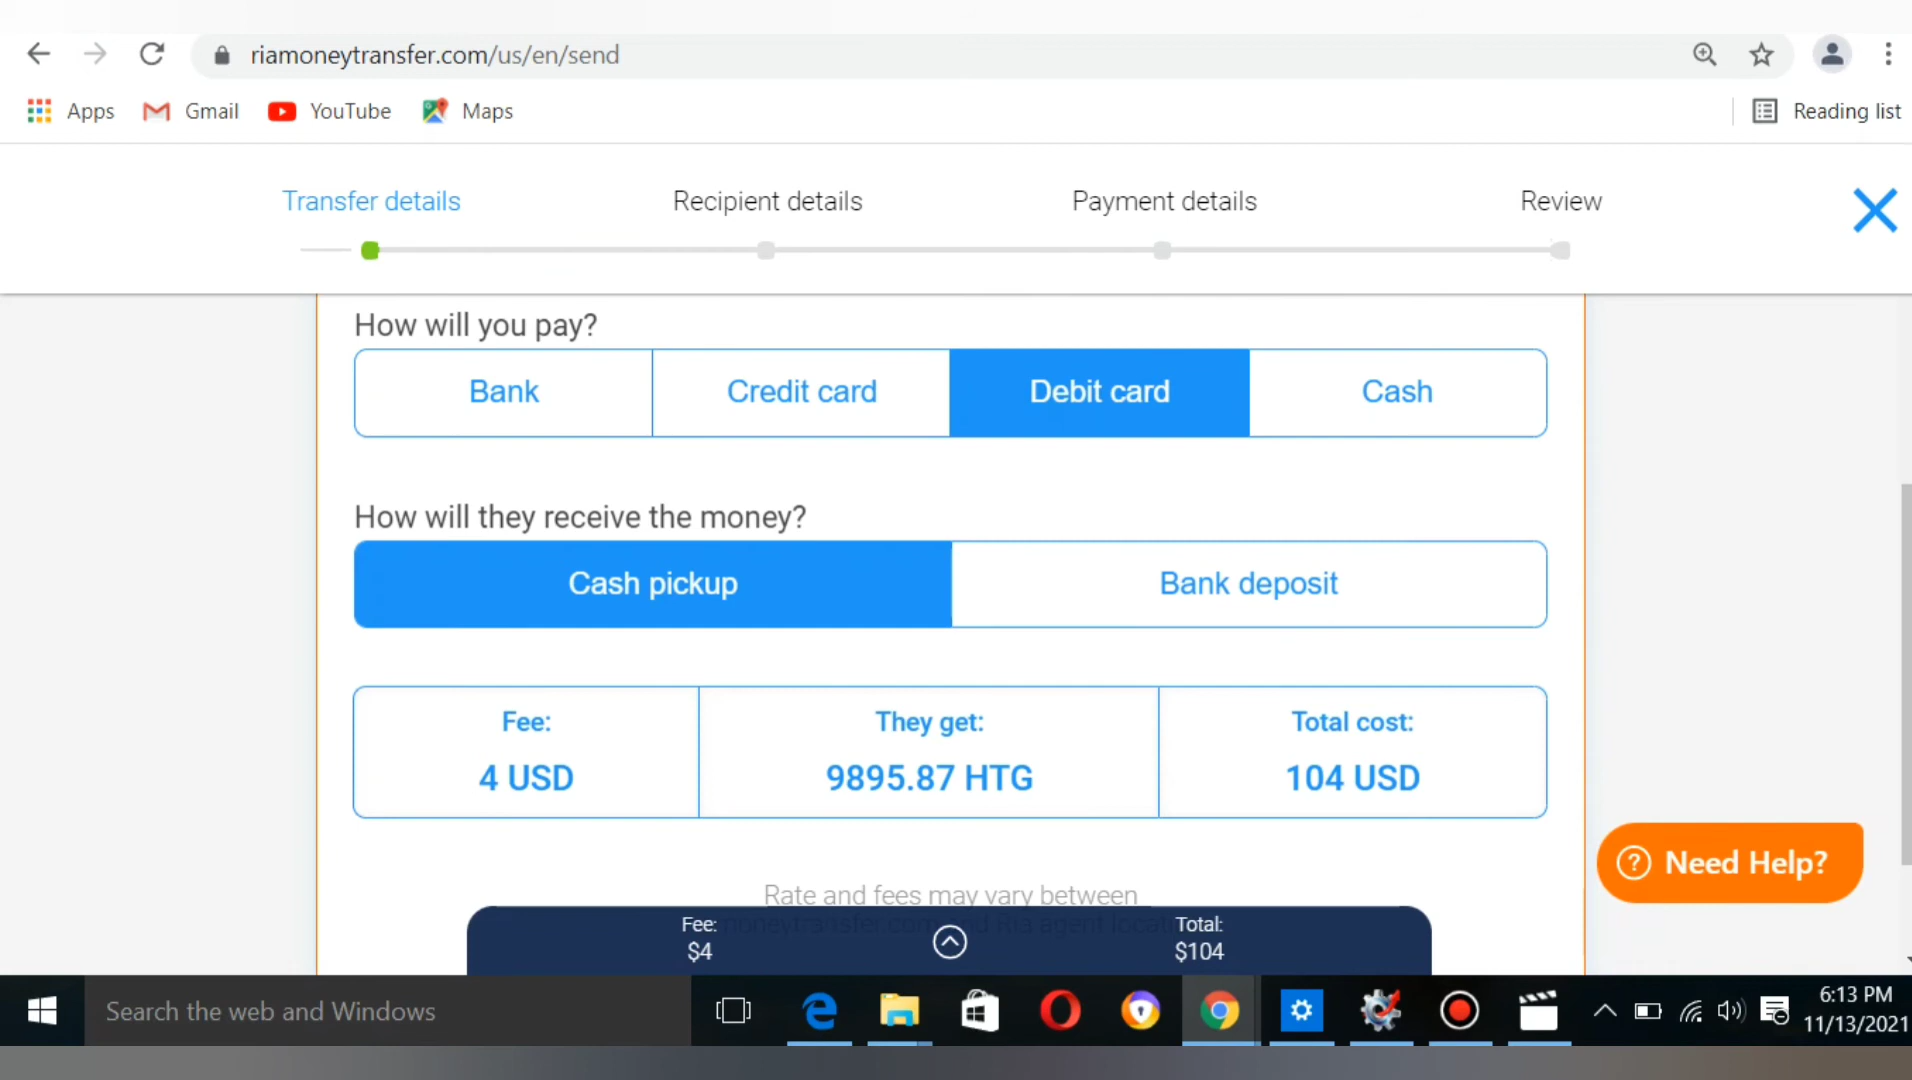 riamoneytransfer.com/us/en/send
Apps Gmail YouTube Maps Reading list
Transfer details Recipient details Payment details Review
How will you pay?
Bank Credit card Debit card Cash
How will they receive the money?
Cash pickup Bank deposit
Fee: They get: Total cost:
4 USD 9895.87 HTG 104 USD
Need Help?
Rate and fees may vary between
Fee: Total:
$4 $104
Search the web and Windows
6:13 PM
11/13/2021